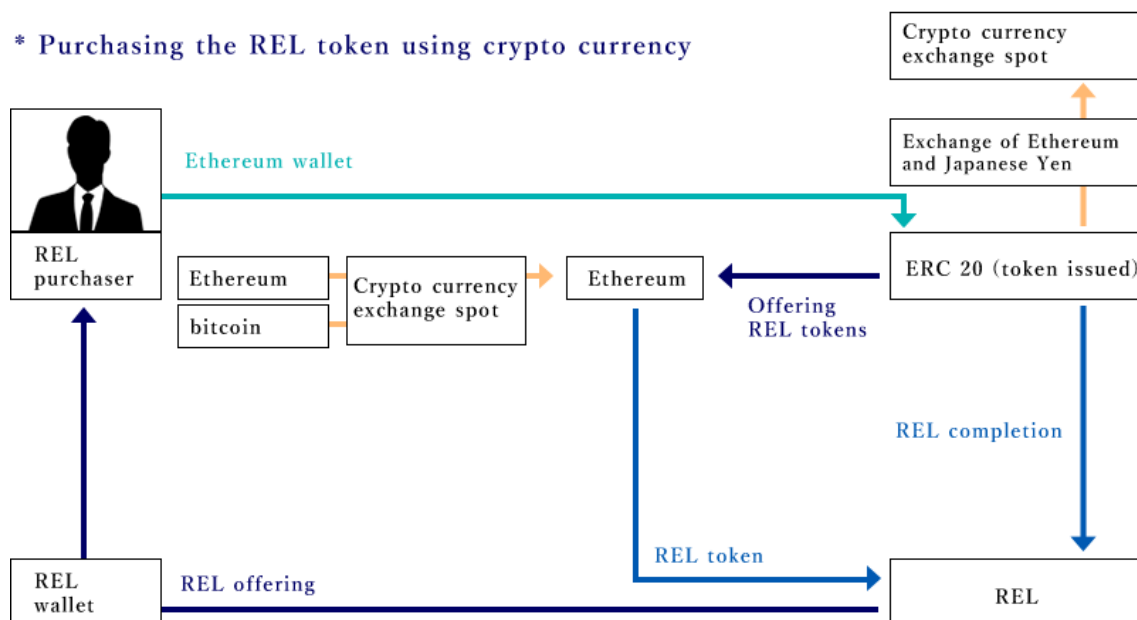 * Purchasing the REL token using crypto currency
Crypto currency
exchange spot
Exchange of Ethereum
and Japanese Yen
Ethereum wallet
REL
purchaser
Ethereum
bitcoin
Crypto currency
exchange spot
Ethereum
ERC 20 (token issued)
Offering
REL tokens
REL completion
REL token
REL
wallet
REL offering
REL